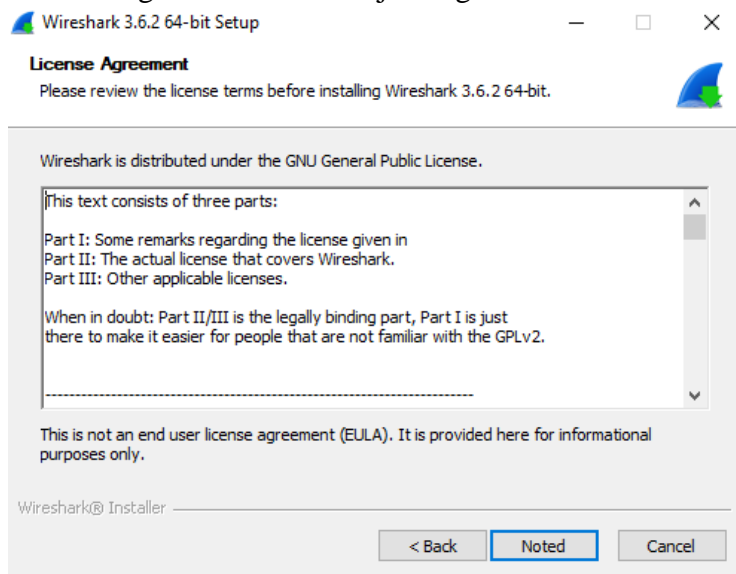 Wireshark 3.6.2 64-bit Setup
License Agreement
Please review the license terms before installing Wireshark 3.6.2 64-bit.
Wireshark is distributed under the GNU General Public License.
This text consists of three parts:
Part I: Some remarks regarding the license given in
Part II: The actual license that covers Wireshark.
Part III: Other applicable licenses.
When in doubt: Part II/III is the legally binding part, Part I is just
there to make it easier for people that are not familiar with the GPLv2.
------------------------------------------------------------------------
This is not an end user license agreement (EULA). It is provided here for informational
purposes only.
Wireshark® Installer
< Back Noted Cancel